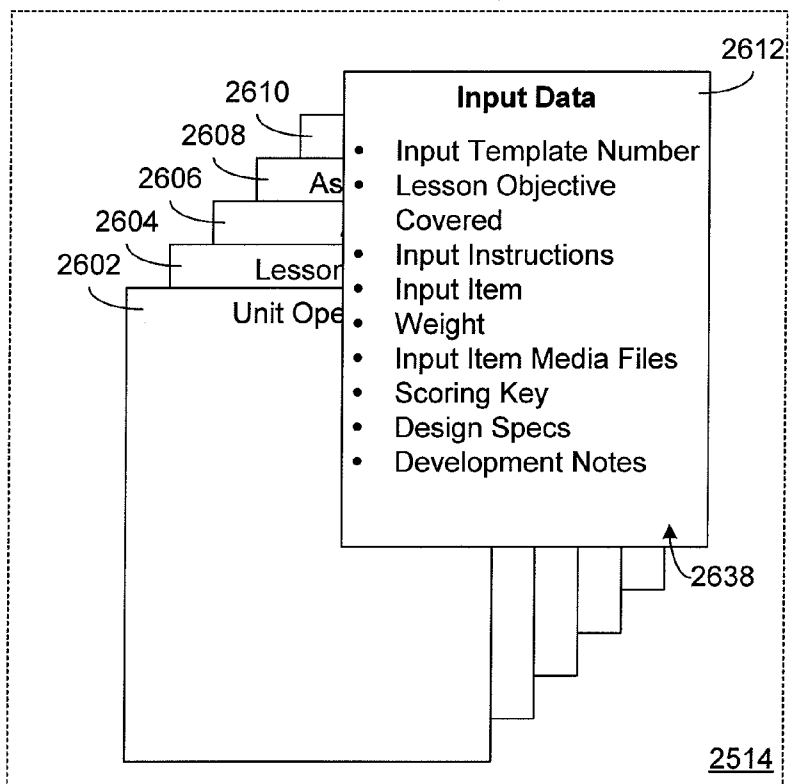 2612
2610
Input Data
2608
• Input Template Number
2606
As
• Lesson Objective
Covered
2604
• Input Instructions
2602
Lesson
• Input Item
Unit Ope
• Weight
• Input Item Media Files
• Scoring Key
• Design Specs
• Development Notes
2638
2514